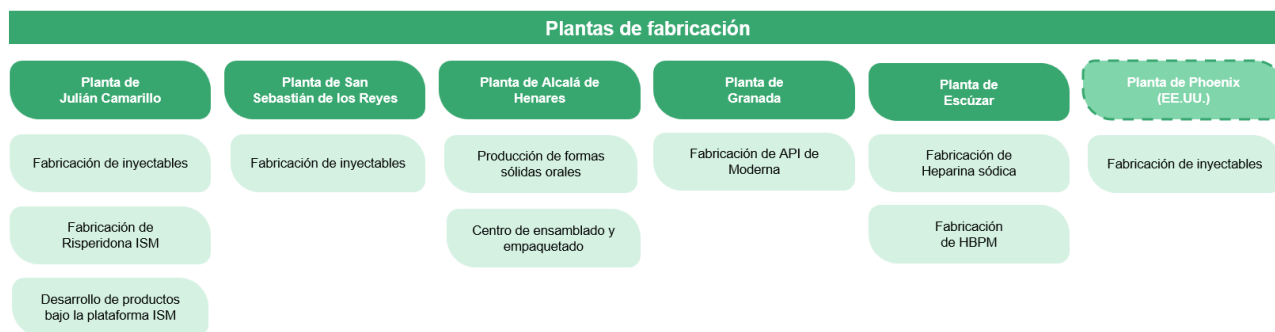 Plantas de fabricación
Planta de
Julián Camarillo
Fabricación de inyectables
Fabricación de
Risperidona ISM
Desarrollo de productos
bajo la plataforma ISM
Planta de San
Sebastián de los Reyes
Fabricación de inyectables
Planta de Alcalá de
Henares
Producción de formas
sólidas orales
Centro de ensamblado y
empaquetado
Planta de
Granada
Fabricación de API de
Moderna
Planta de
Escúzar
Fabricación de
Heparina sódica
Fabricación
de HBPM
Planta de Phoenix
(EE.UU.)
Fabricación de inyectables